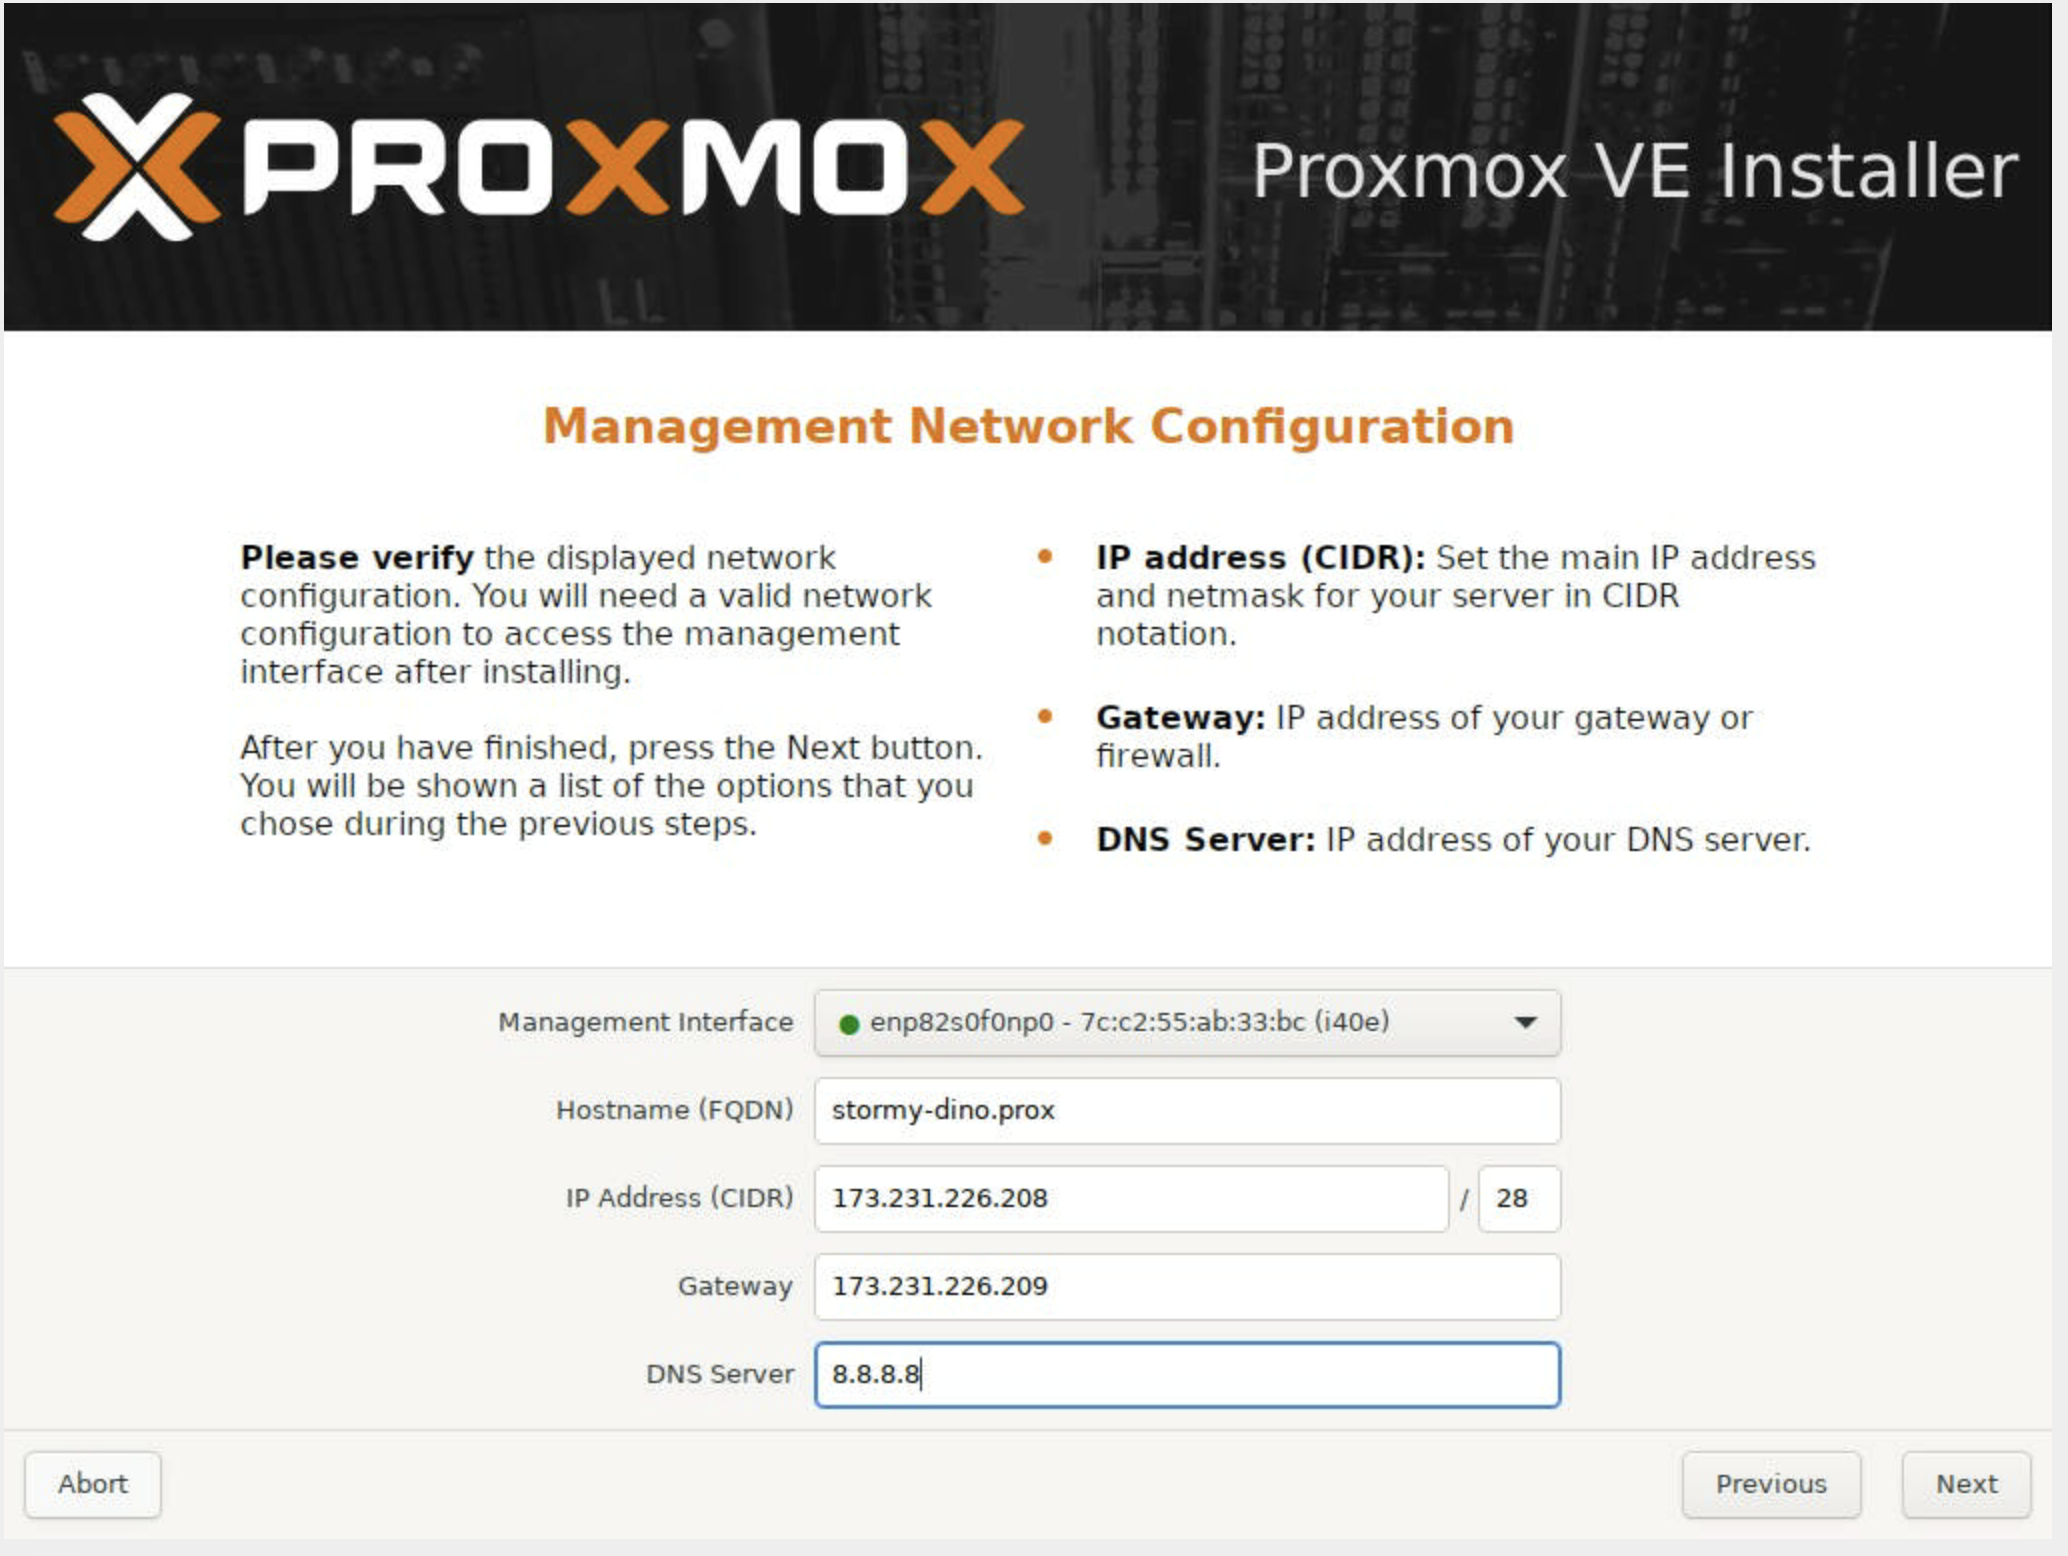 PROXMOX
Proxmox VE Installer
Management Network Configuration
Please verify the displayed network
configuration. You will need a valid network
configuration to access the management
interface after installing.
After you have finished, press the Next button.
You will be shown a list of the options that you
chose during the previous steps.
• IP address (CIDR): Set the main IP address
and netmask for your server in CIDR
notation.
• Gateway: IP address of your gateway or
firewall.
• DNS Server: IP address of your DNS server.
Management Interface enp82s0f0np0 - 7c:c2:55:ab:33:bc (i40e)
Hostname (FQDN) stormy-dino.prox
IP Address (CIDR) 173.231.226.208 / 28
Gateway 173.231.226.209
DNS Server 8.8.8.8
Abort Previous Next